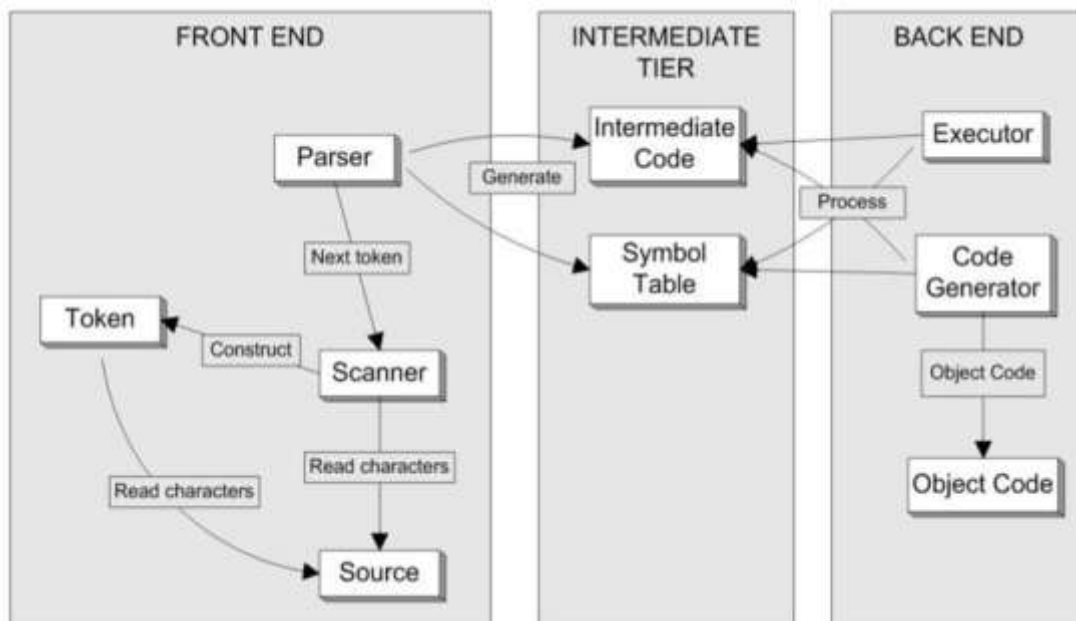 FRONT END
Parser
Next token
Token
Construct
Scanner
Read characters
Read characters
Source
Generate
INTERMEDIATE
TIER
Intermediate
Code
Symbol
Table
BACK END
Executor
Process
Code
Generator
Object Code
Object Code